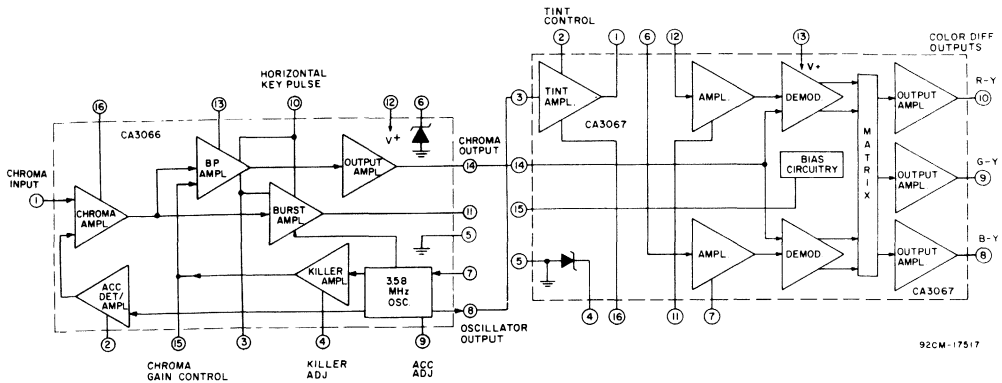 TINT
CONTROL
2
1
6
12
13
V+
COLOR DIFF
OUTPUTS
HORIZONTAL
KEY PULSE
16
13
10
12
6
V+
CA3066
CHROMA
INPUT
1
CHROMA
AMPL
BP
AMPL
OUTPUT
AMPL
BURST
AMPL
ACC
DET/
AMPL
KILLER
AMPL
3.58
MHz
OSC.
CHROMA
OUTPUT
14
11
5
7
8
OSCILLATOR
OUTPUT
2
15
3
4
9
CHROMA
GAIN CONTROL
KILLER
ADJ
ACC
ADJ
3
TINT
AMPL.
CA3067
14
15
5
4
16
11
7
AMPL.
DEMOD.
BIAS
CIRCUITRY
AMPL.
DEMOD.
MATRIX
OUTPUT
AMPL
R-Y
10
OUTPUT
AMPL
G-Y
9
OUTPUT
AMPL
B-Y
8
CA3067
92CM-17517